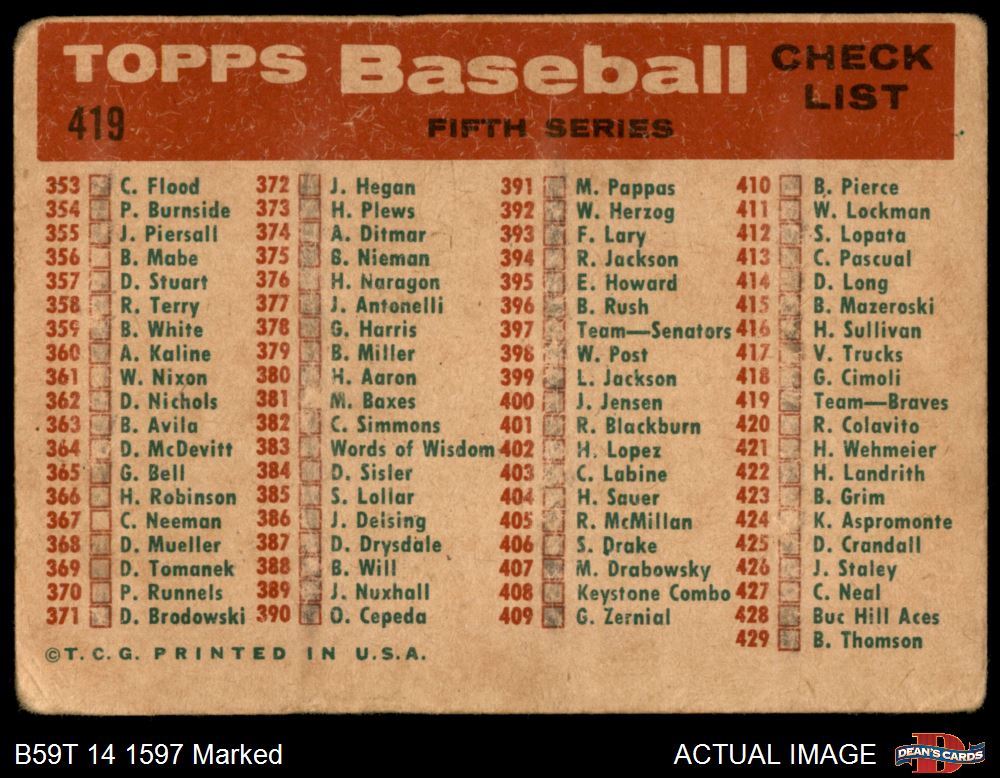 TOPPS Baseball CHECK LIST
419 FIFTH SERIES
353 C. Flood
354 P. Burnside
355 J. Piersall
356 B. Mabe
357 D. Stuart
358 R. Terry
359 B. White
360 A. Kaline
361 W. Nixon
362 D. Nichols
363 B. Avila
364 D. McDevitt
365 G. Bell
366 H. Robinson
367 C. Neeman
368 D. Mueller
369 D. Tomanek
370 P. Runnels
371 D. Brodowski
372 J. Hegan
373 H. Plews
374 A. Ditmar
375 B. Nieman
376 H. Naragon
377 J. Antonelli
378 G. Harris
379 B. Miller
380 H. Aaron
381 M. Baxes
382 C. Simmons
383 Words of Wisdom
384 D. Sisler
385 S. Lollar
386 J. Delsing
387 D. Drysdale
388 B. Will
389 J. Nuxhall
390 O. Cepeda
391 M. Pappas
392 W. Herzog
393 F. Lary
394 R. Jackson
395 E. Howard
396 B. Rush
397 Team—Senators
398 W. Post
399 L. Jackson
400 J. Jensen
401 R. Blackburn
402 H. Lopez
403 C. Labine
404 H. Sauer
405 R. McMillan
406 S. Drake
407 M. Drabowsky
408 Keystone Combo
409 G. Zernial
410 B. Pierce
411 W. Lockman
412 S. Lopata
413 C. Pascual
414 D. Long
415 B. Mazeroski
416 H. Sullivan
417 V. Trucks
418 G. Cimoli
419 Team—Braves
420 R. Colavito
421 H. Wehmeier
422 H. Landrith
423 B. Grim
424 K. Aspromonte
425 D. Crandall
426 J. Staley
427 C. Neal
428 Buc Hill Aces
429 B. Thomson
©T.C.G. PRINTED IN U.S.A.
B59T 14 1597 Marked
ACTUAL IMAGE
DEAN'S CARDS